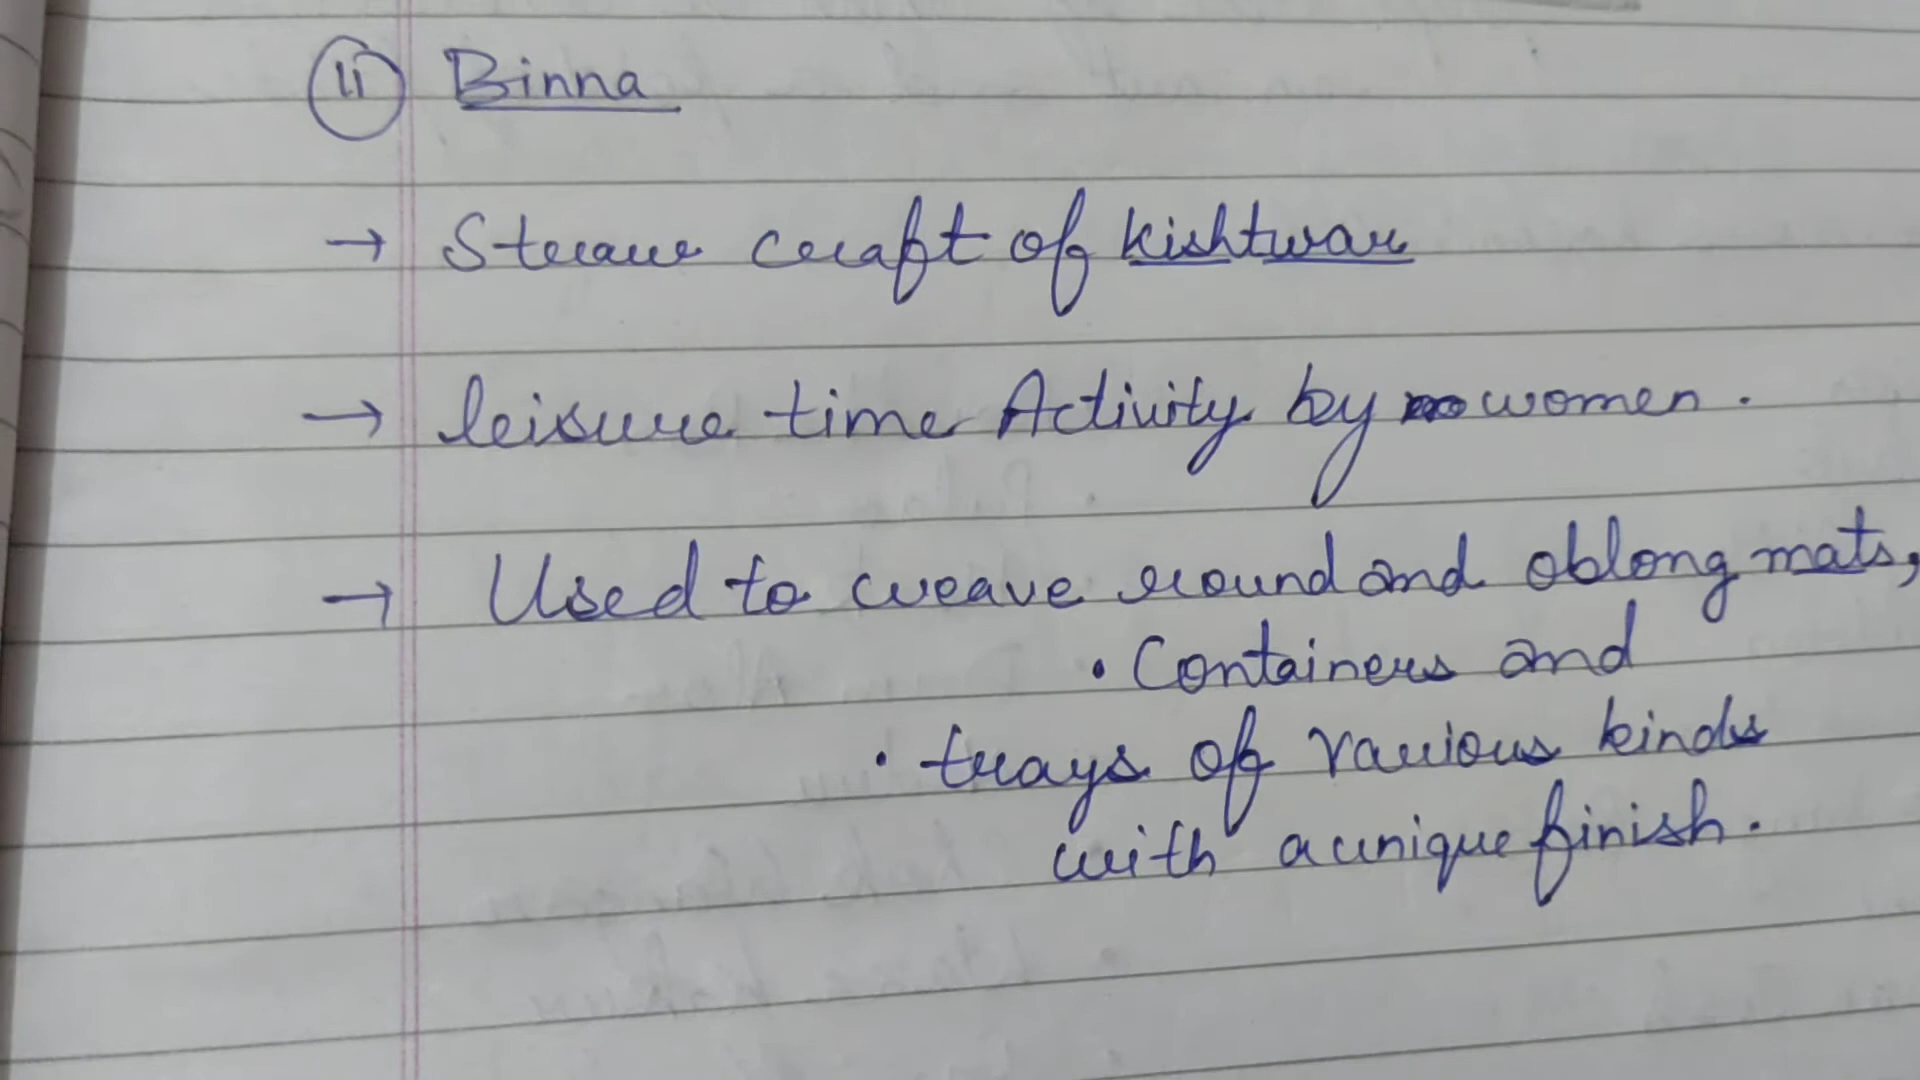 11 Binna
→ Straw craft of Kishtwar
→ leisure time Activity by women.
→ Used to weave round and oblong mats,
• Containers and
• trays of various kinds
with a unique finish.